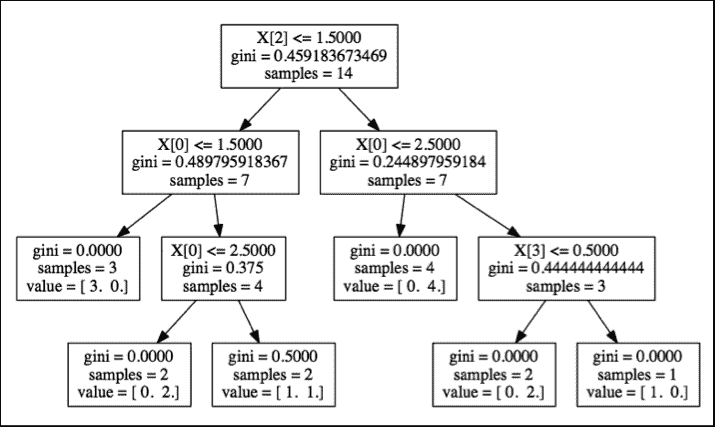 X[2] <= 1.5000
gini = 0.459183673469
samples = 14
X[0] <= 1.5000
gini = 0.489795918367
samples = 7
X[0] <= 2.5000
gini = 0.244897959184
samples = 7
gini = 0.0000
samples = 3
value = [ 3. 0.]
X[0] <= 2.5000
gini = 0.375
samples = 4
gini = 0.0000
samples = 4
value = [ 0. 4.]
X[3] <= 0.5000
gini = 0.444444444444
samples = 3
gini = 0.0000
samples = 2
value = [ 0. 2.]
gini = 0.5000
samples = 2
value = [ 1. 1.]
gini = 0.0000
samples = 2
value = [ 0. 2.]
gini = 0.0000
samples = 1
value = [ 1. 0.]